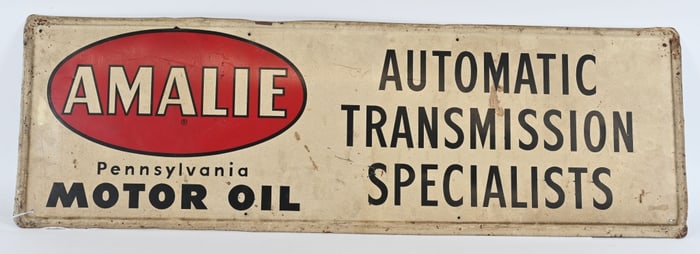 AMALIE
®
Pennsylvania
MOTOR OIL
AUTOMATIC
TRANSMISSION
SPECIALISTS